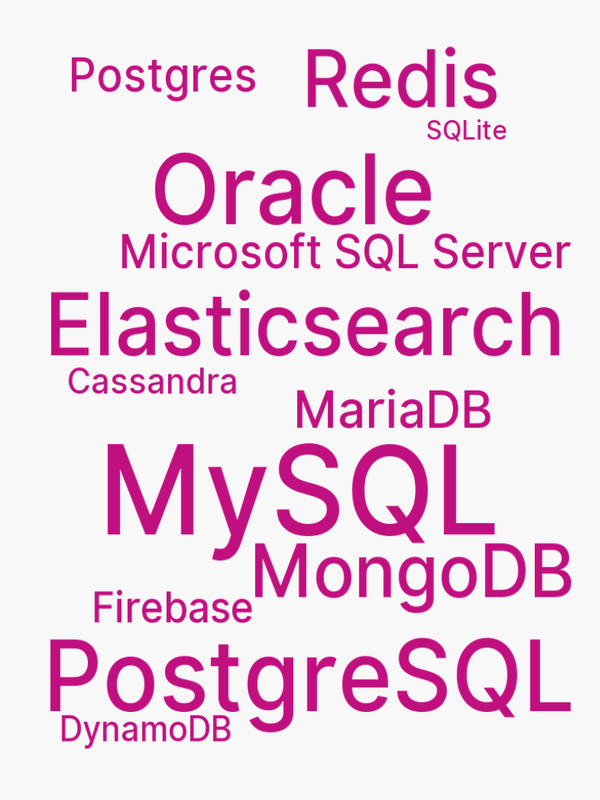 Postgres
Redis
SQLite
Oracle
Microsoft SQL Server
Elasticsearch
Cassandra
MariaDB
MySQL
MongoDB
Firebase
PostgreSQL
DynamoDB